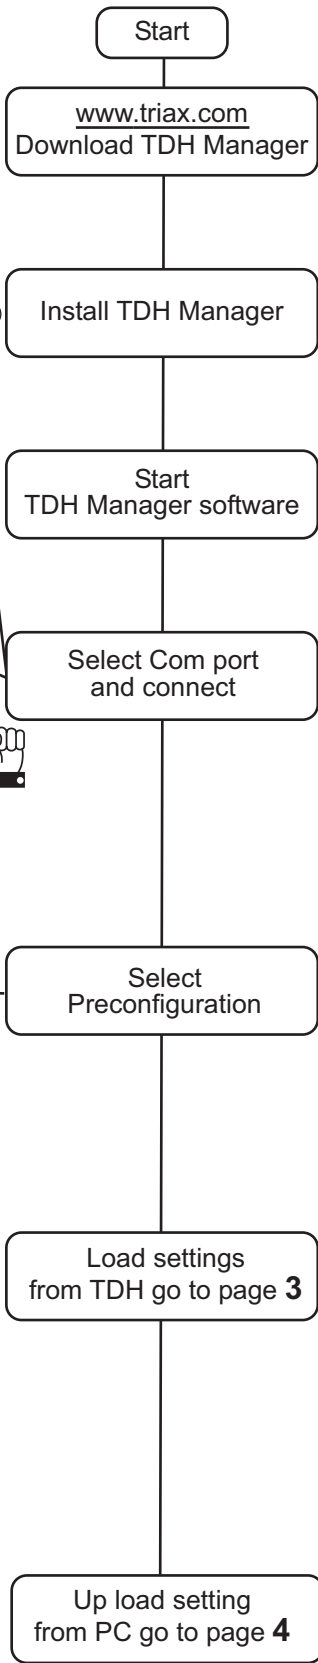 Start
www.triax.com
Download TDH Manager
Install TDH Manager
Start
TDH Manager software
Select Com port
and connect
Select
Preconfiguration
Load settings
from TDH go to page 3
Up load setting
from PC go to page 4